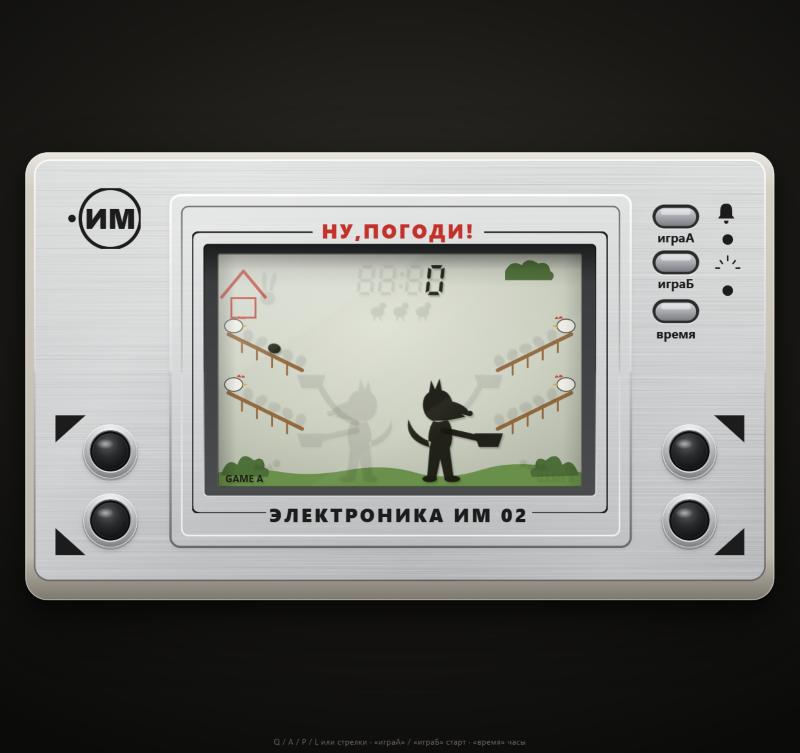 ИМ
НУ,ПОГОДИ!
играА
играБ
время
0
GAME A
ЭЛЕКТРОНИКА ИМ 02
Q / A / P / L или стрелки · «играА» / «играБ» старт · «время» часы